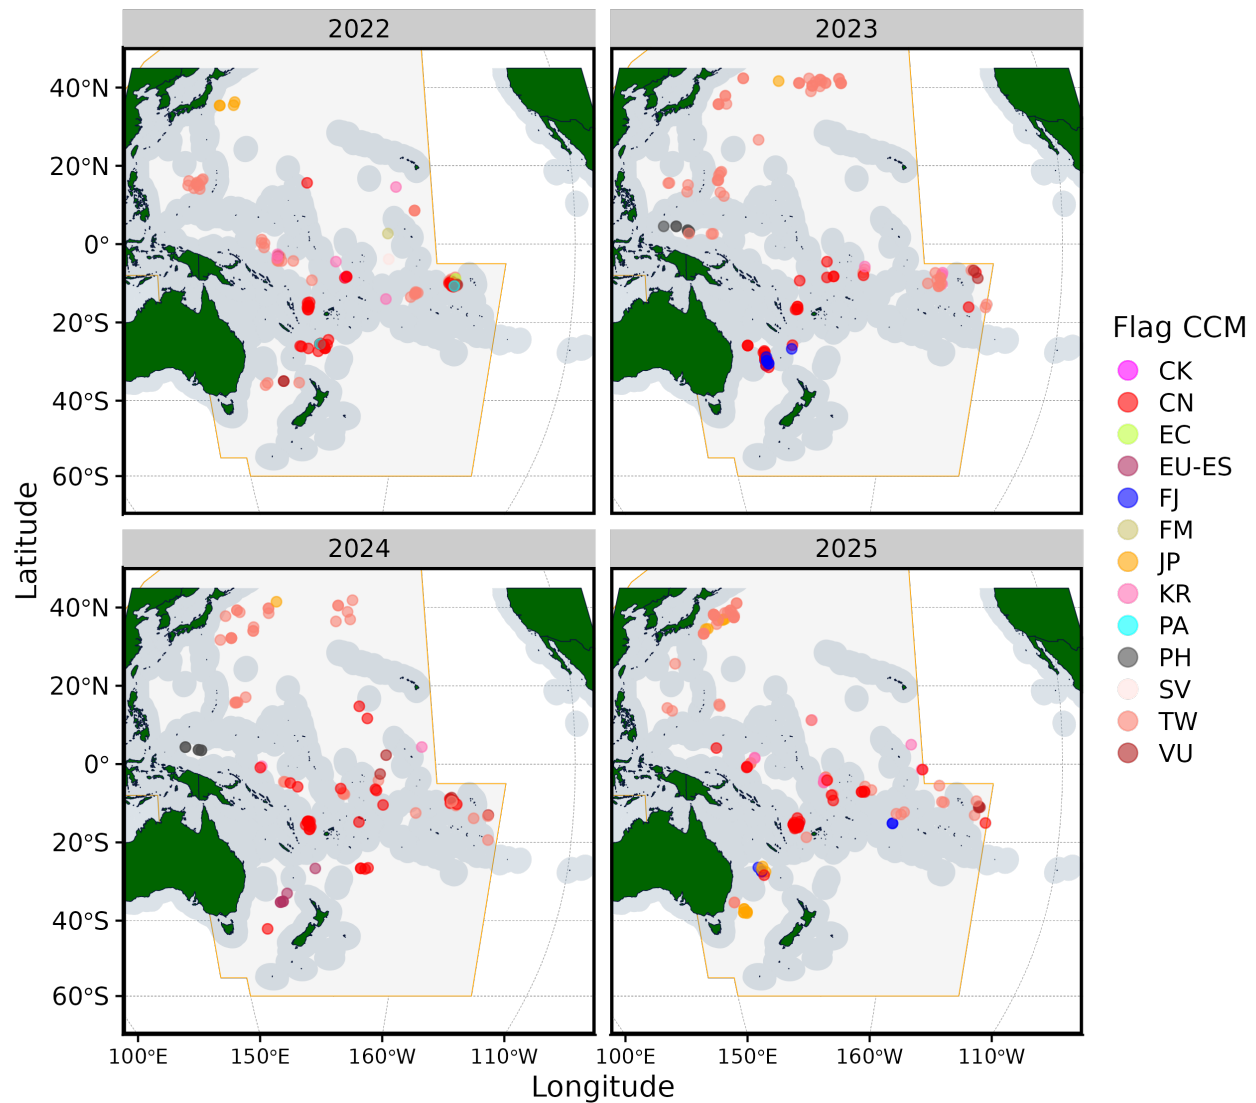 2022
2023
40°N
20°N
0°
20°S
40°S
60°S
2024
2025
40°N
20°N
0°
20°S
40°S
60°S
100°E
150°E
160°W
110°W
100°E
150°E
160°W
110°W
Longitude
Latitude
Flag CCM
CK
CN
EC
EU-ES
FJ
FM
JP
KR
PA
PH
SV
TW
VU